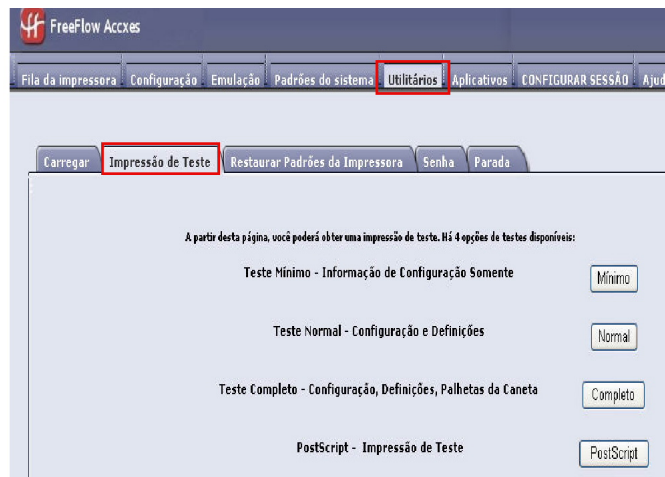 FreeFlow Accxes
Fila da impressora Configuração Emulação Padrões do sistema Utilitários Aplicativos CONFIGURAR SESSÃO Ajud
Carregar Impressão de Teste Restaurar Padrões da Impressora Senha Parada
A partir desta página, você poderá obter uma impressão de teste. Há 4 opções de testes disponíveis:
Teste Mínimo - Informação de Configuração Somente Mínimo
Teste Normal - Configuração e Definições Normal
Teste Completo - Configuração, Definições, Palhetas da Caneta Completo
PostScript - Impressão de Teste PostScript